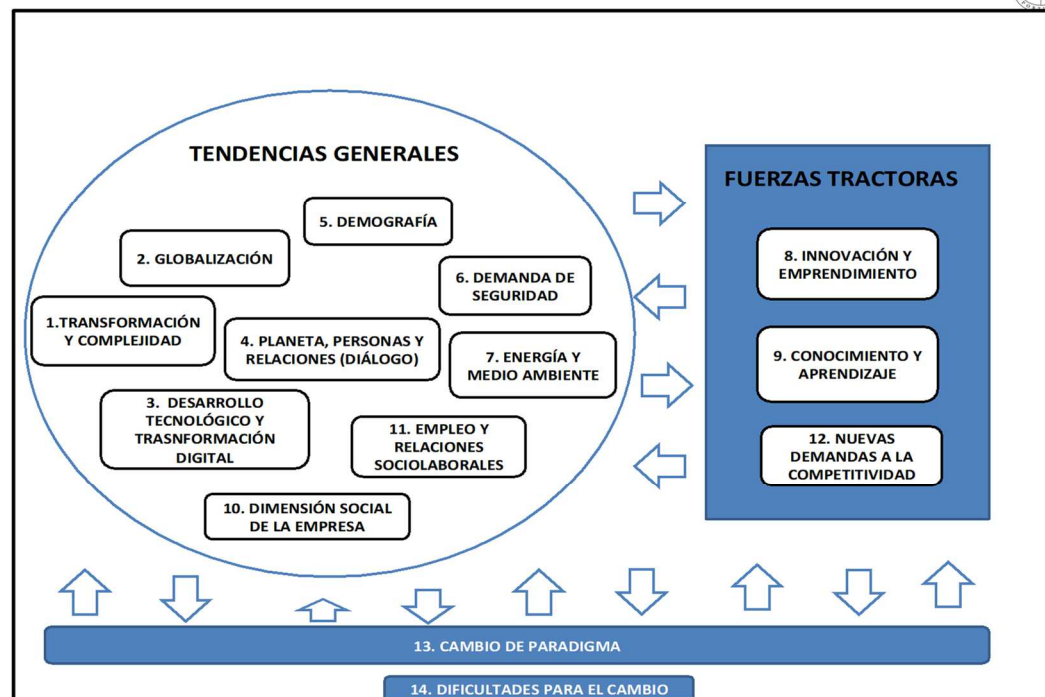 TENDENCIAS GENERALES
5. DEMOGRAFÍA
2. GLOBALIZACIÓN
6. DEMANDA DE
SEGURIDAD
1.TRANSFORMACIÓN
Y COMPLEJIDAD
4. PLANETA, PERSONAS Y
RELACIONES (DIÁLOGO)
7. ENERGÍA Y
MEDIO AMBIENTE
3. DESARROLLO
TECNOLÓGICO Y
TRASNFORMACIÓN
DIGITAL
11. EMPLEO Y
RELACIONES
SOCIOLABORALES
10. DIMENSIÓN SOCIAL
DE LA EMPRESA
FUERZAS TRACTORAS
8. INNOVACIÓN Y
EMPRENDIMIENTO
9. CONOCIMIENTO Y
APRENDIZAJE
12. NUEVAS
DEMANDAS A LA
COMPETITIVIDAD
13. CAMBIO DE PARADIGMA
14. DIFICULTADES PARA EL CAMBIO